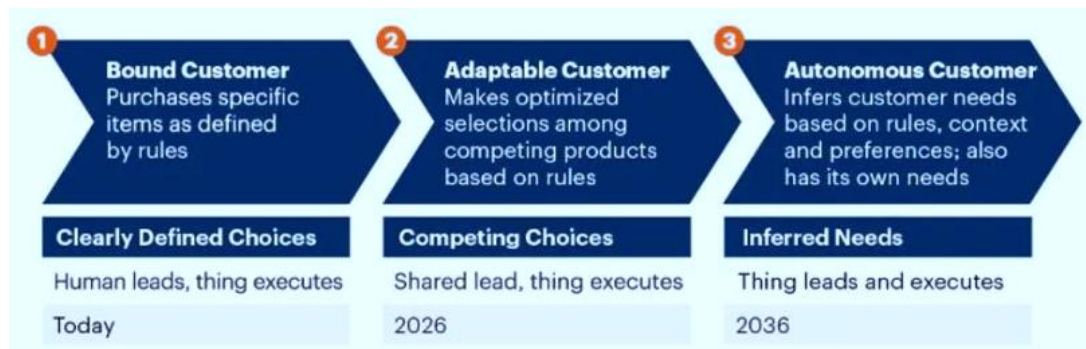 1
Bound Customer
Purchases specific
items as defined
by rules
2
Adaptable Customer
Makes optimized
selections among
competing products
based on rules
3
Autonomous Customer
Infers customer needs
based on rules, context
and preferences; also
has its own needs
Clearly Defined Choices
Competing Choices
Inferred Needs
Human leads, thing executes
Shared lead, thing executes
Thing leads and executes
Today
2026
2036